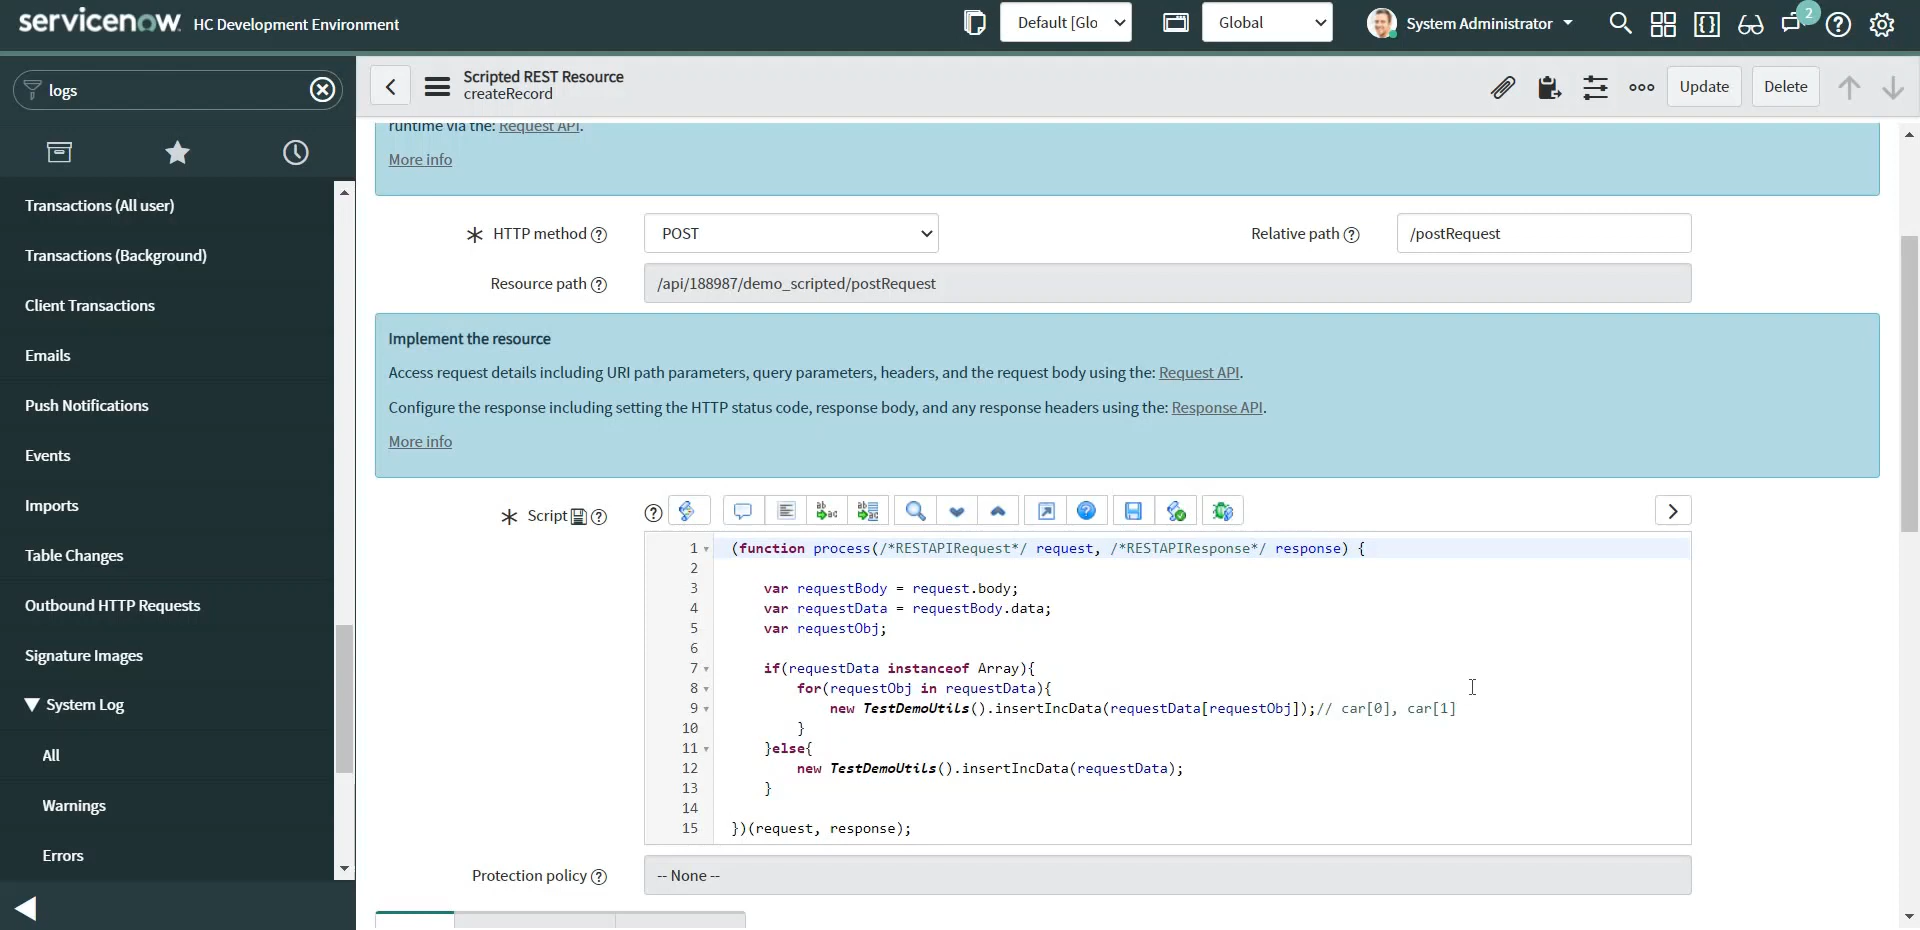 servicenow. HC Development Environment
Default [Glo
Global
System Administrator
2
logs
Scripted REST Resource
createRecord
Update
Delete
Transactions (All user)
Transactions (Background)
Client Transactions
Emails
Push Notifications
Events
Imports
Table Changes
Outbound HTTP Requests
Signature Images
System Log
All
Warnings
Errors
runtime via the: Request API.
More info
HTTP method
POST
Relative path
/postRequest
Resource path
/api/188987/demo_scripted/postRequest
Implement the resource
Access request details including URI path parameters, query parameters, headers, and the request body using the: Request API.
Configure the response including setting the HTTP status code, response body, and any response headers using the: Response API.
More info
Script
1 (function process(/*RESTAPIRequest*/ request, /*RESTAPIResponse*/ response) {
2
3 var requestBody = request.body;
4 var requestData = requestBody.data;
5 var requestObj;
6
7 if(requestData instanceof Array){
8 for(requestObj in requestData){
9 new TestDemoUtils().insertIncData(requestData[requestObj]);// car[0], car[1]
10 }
11 }else{
12 new TestDemoUtils().insertIncData(requestData);
13 }
14
15 })(request, response);
Protection policy
-- None --